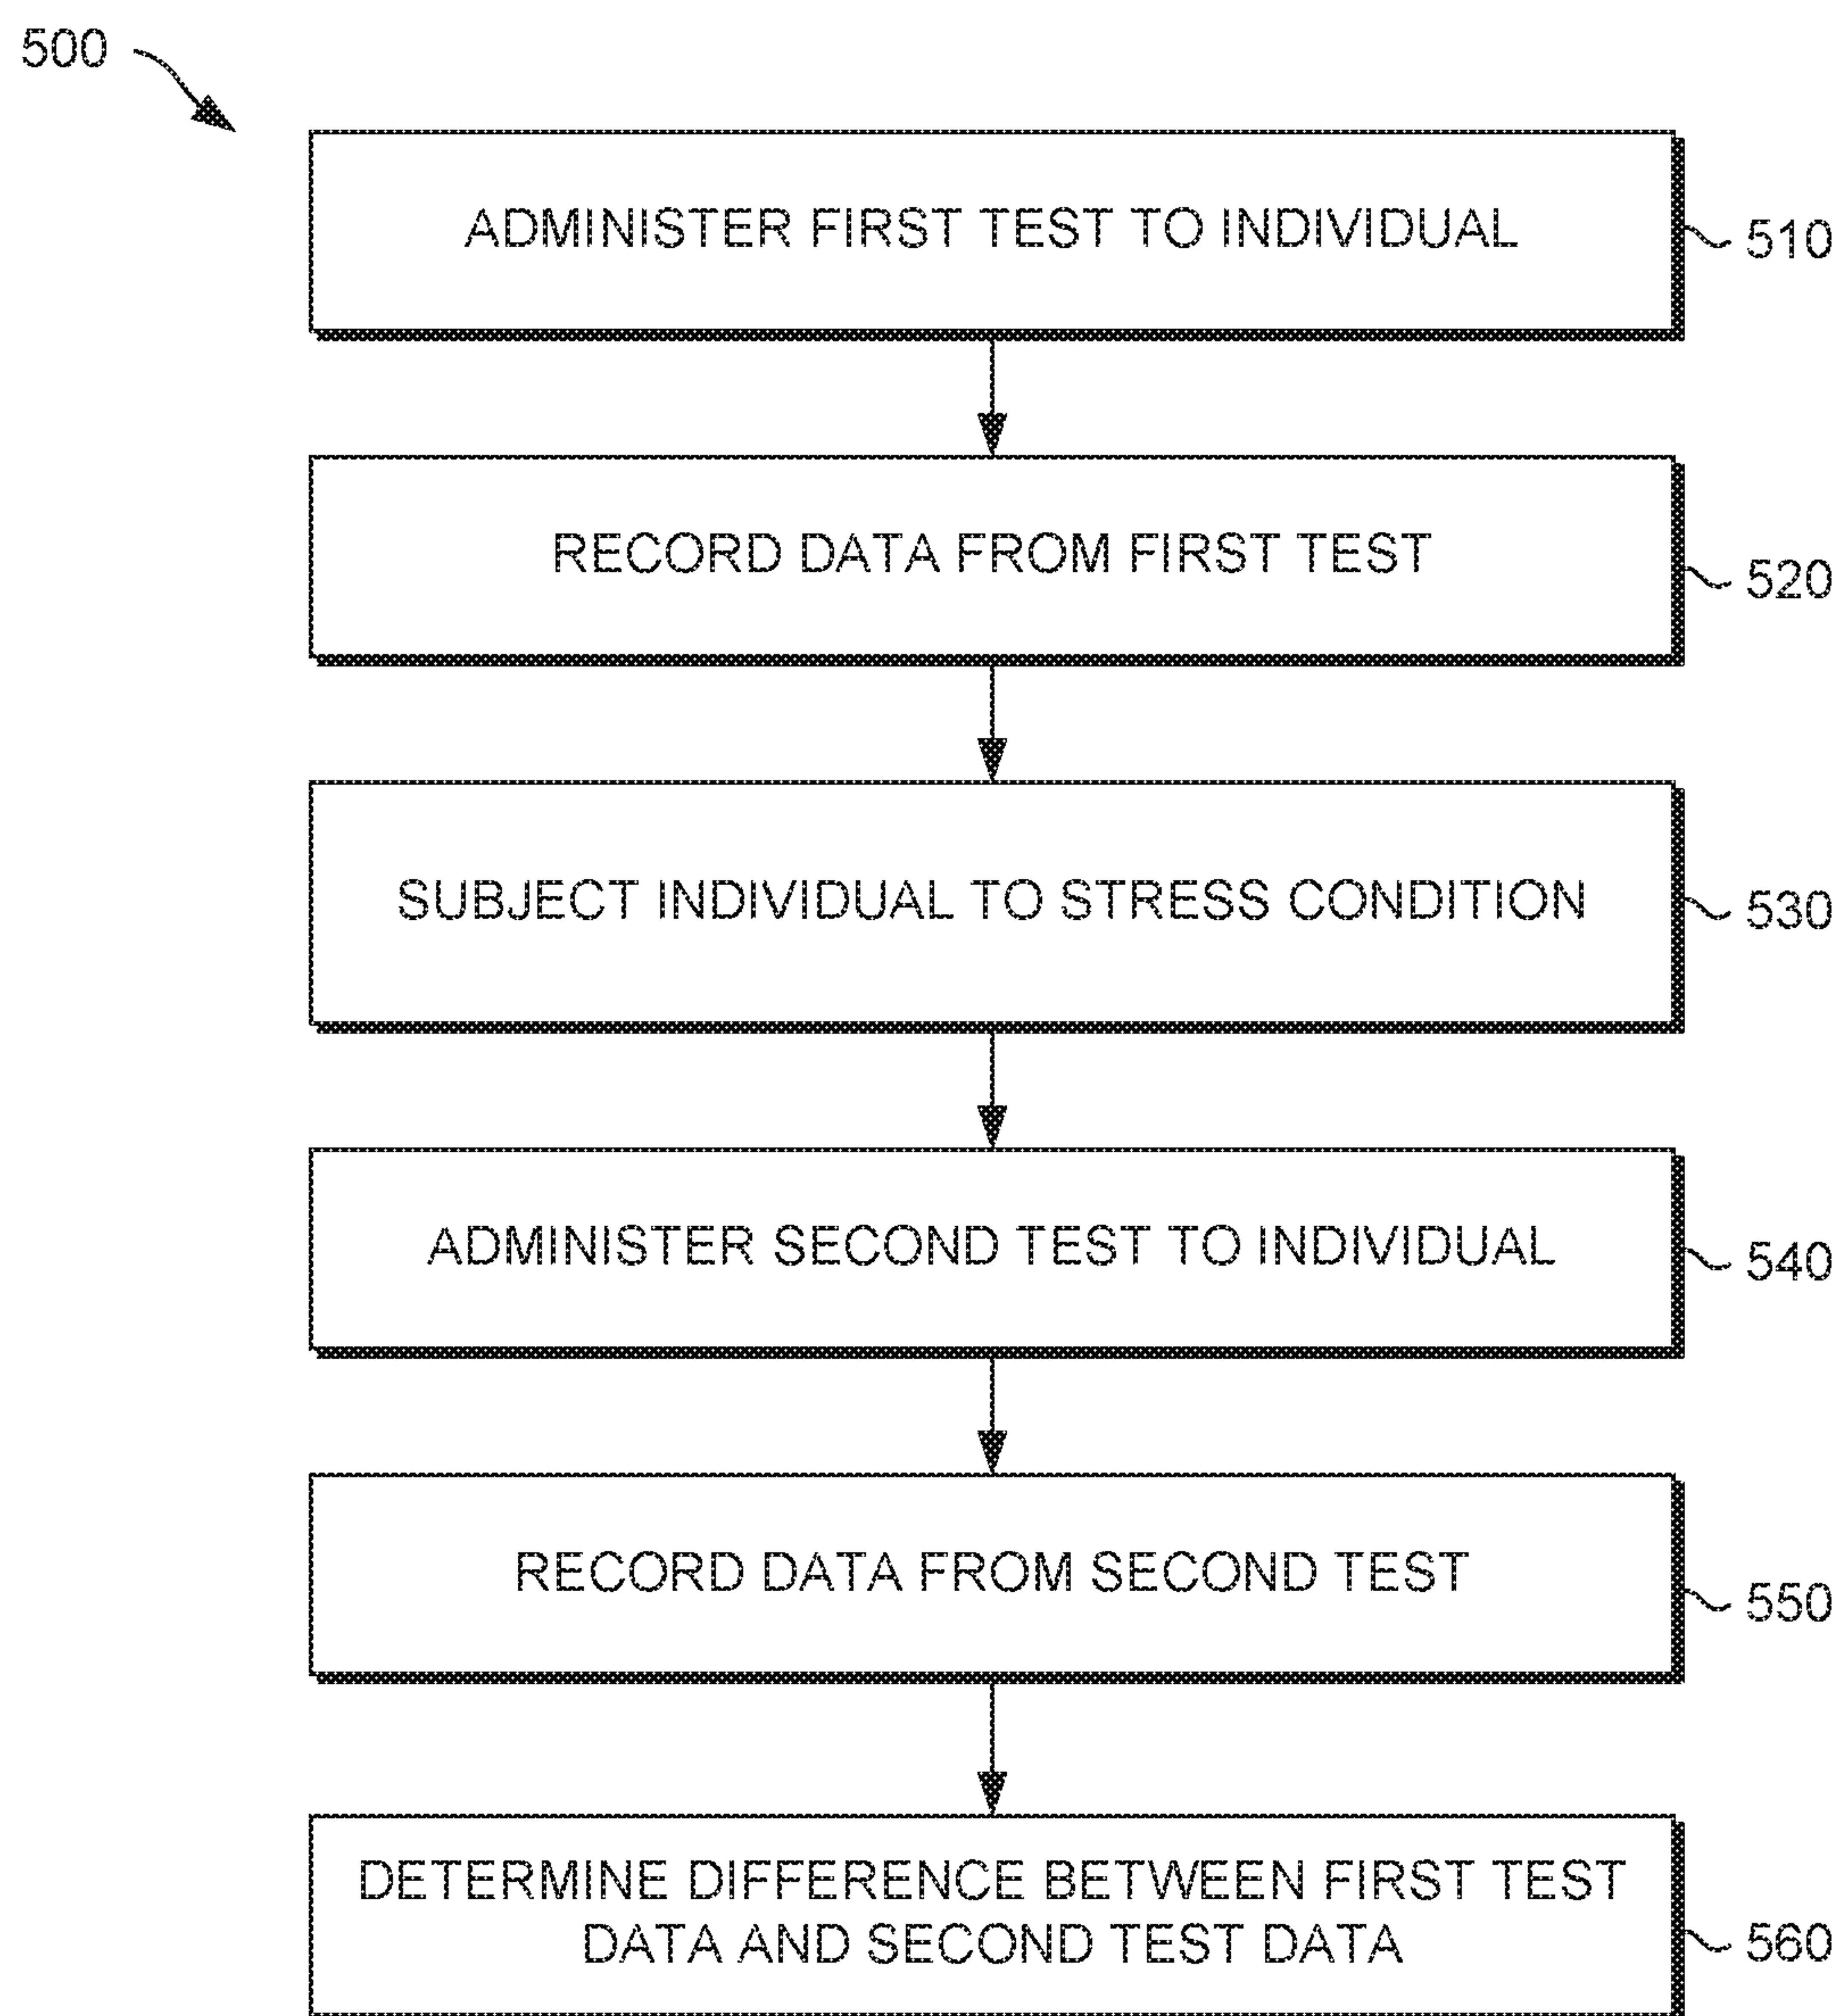 500
ADMINISTER FIRST TEST TO INDIVIDUAL
510
RECORD DATA FROM FIRST TEST
520
SUBJECT INDIVIDUAL TO STRESS CONDITION
530
ADMINISTER SECOND TEST TO INDIVIDUAL
540
RECORD DATA FROM SECOND TEST
550
DETERMINE DIFFERENCE BETWEEN FIRST TEST
DATA AND SECOND TEST DATA
560